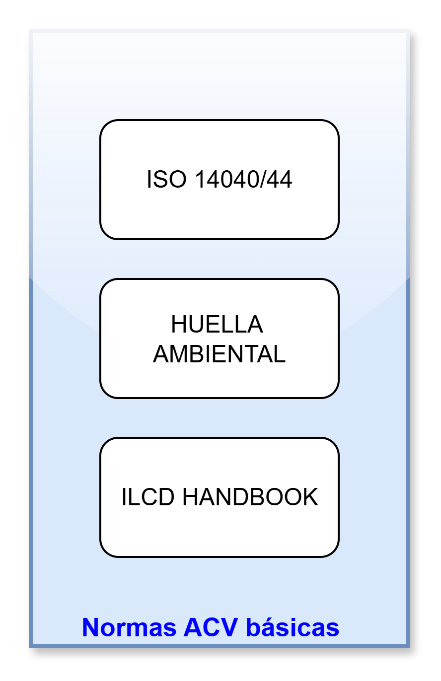 ISO 14040/44
HUELLA
AMBIENTAL
ILCD HANDBOOK
Normas ACV básicas